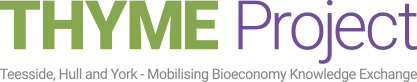 THYME Project
Teesside, Hull and York - Mobilising Bioeconomy Knowledge Exchange